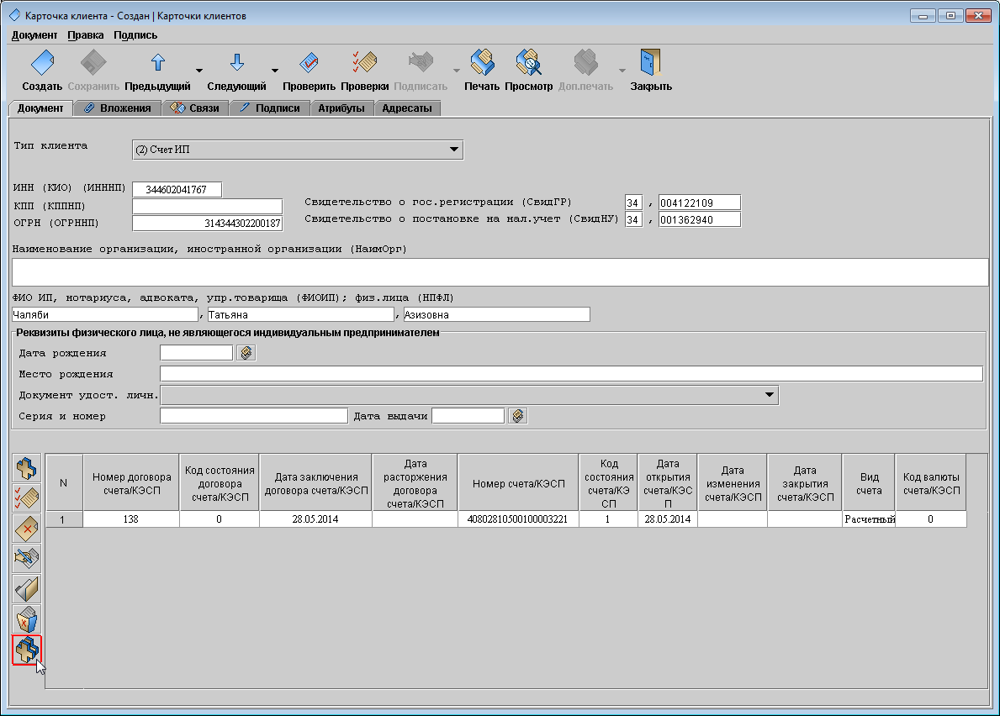 Карточка клиента - Создан | Карточки клиентов
Документ Правка Подпись
Создать Сохранить Предыдущий Следующий Проверить Проверки Подписать Печать Просмотр Доп.печать Закрыть
Документ Вложения Связи Подписи Атрибуты Адресаты
Тип клиента (2) Счет ИП
ИНН (КИО) (ИНННП) 344602041767
КПП (КППНП) Свидетельство о гос.регистрации (СвидГР) 34 , 004122109
ОГРН (ОГРННП) 314344302200187 Свидетельство о постановке на нал.учет (СвидНУ) 34 , 001362940
Наименование организации, иностранной организации (НаимОрг)
ФИО ИП, нотариуса, адвоката, упр.товарища (ФИОИП); физ.лица (НПФЛ)
Чаляби , Татьяна , Азизовна
Реквизиты физического лица, не являющегося индивидуальным предпринимателем
Дата рождения
Место рождения
Документ удост. личн.
Серия и номер Дата выдачи
N Номер договора счета/КЭСП Код состояния договора счета/КЭСП Дата заключения договора счета/КЭСП Дата расторжения договора счета/КЭСП Номер счета/КЭСП Код состояния счета/КЭ СП Дата открытия счета/КЭС П Дата изменения счета/КЭСП Дата закрытия счета/КЭСП Вид счета Код валюты счета/КЭСП
1 138 0 28.05.2014 40802810500100003221 1 28.05.2014 Расчетный 0